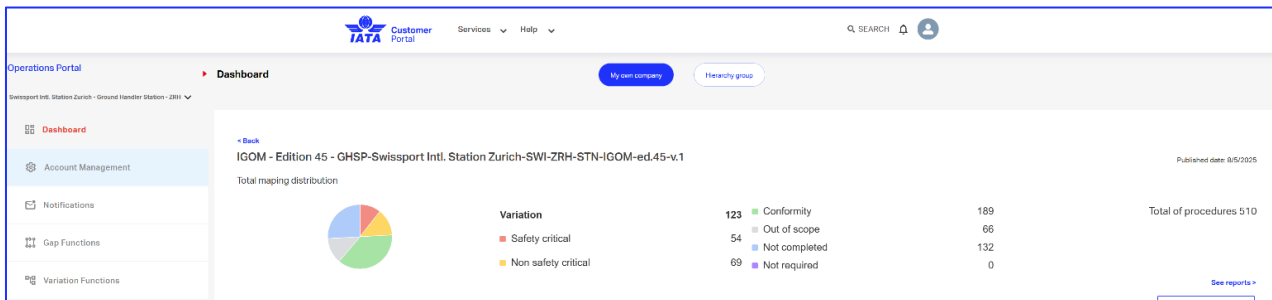 IATA Customer Portal
Services Help
SEARCH
Operations Portal
Dashboard
My own company
Hierarchy group
Swissport Intl. Station Zurich - Ground Handler Station - ZRH
Dashboard
Account Management
Notifications
Gap Functions
Variation Functions
< Back
IGOM - Edition 45 - GHSP-Swissport Intl. Station Zurich-SWI-ZRH-STN-IGOM-ed.45-v.1
Published date: 8/5/2025
Total maping distribution
Variation 123
Safety critical 54
Non safety critical 69
Conformity 189
Out of scope 66
Not completed 132
Not required 0
Total of procedures 510
See reports >